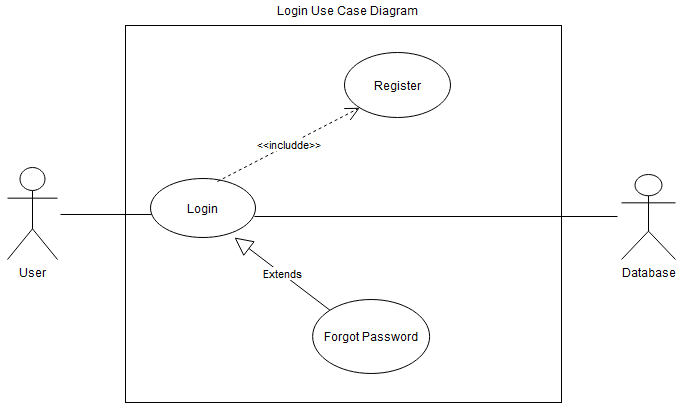 Login Use Case Diagram
Register
<<includde>>
Login
User
Database
Extends
Forgot Password